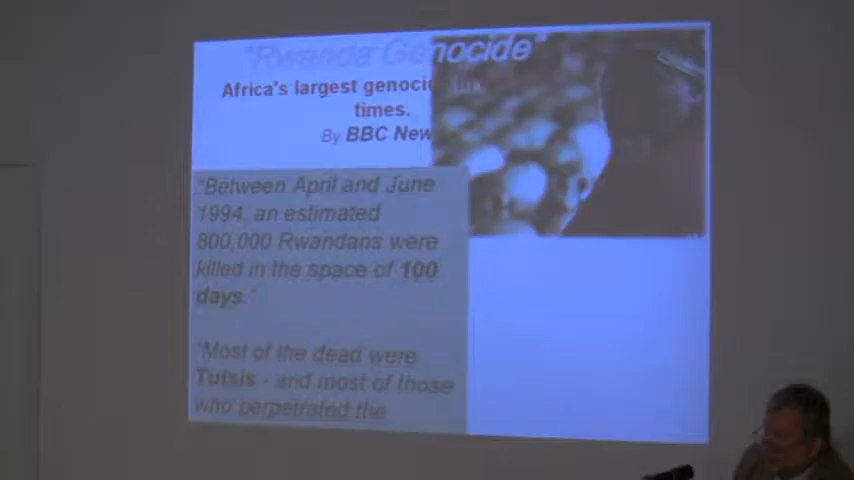 "Rwanda Genocide"
Africa's largest genocid in
times.
By BBC New
"Between April and June
1994, an estimated
800,000 Rwandans were
killed in the space of 100
days."
"Most of the dead were
Tutsis - and most of those
who perpetrated the